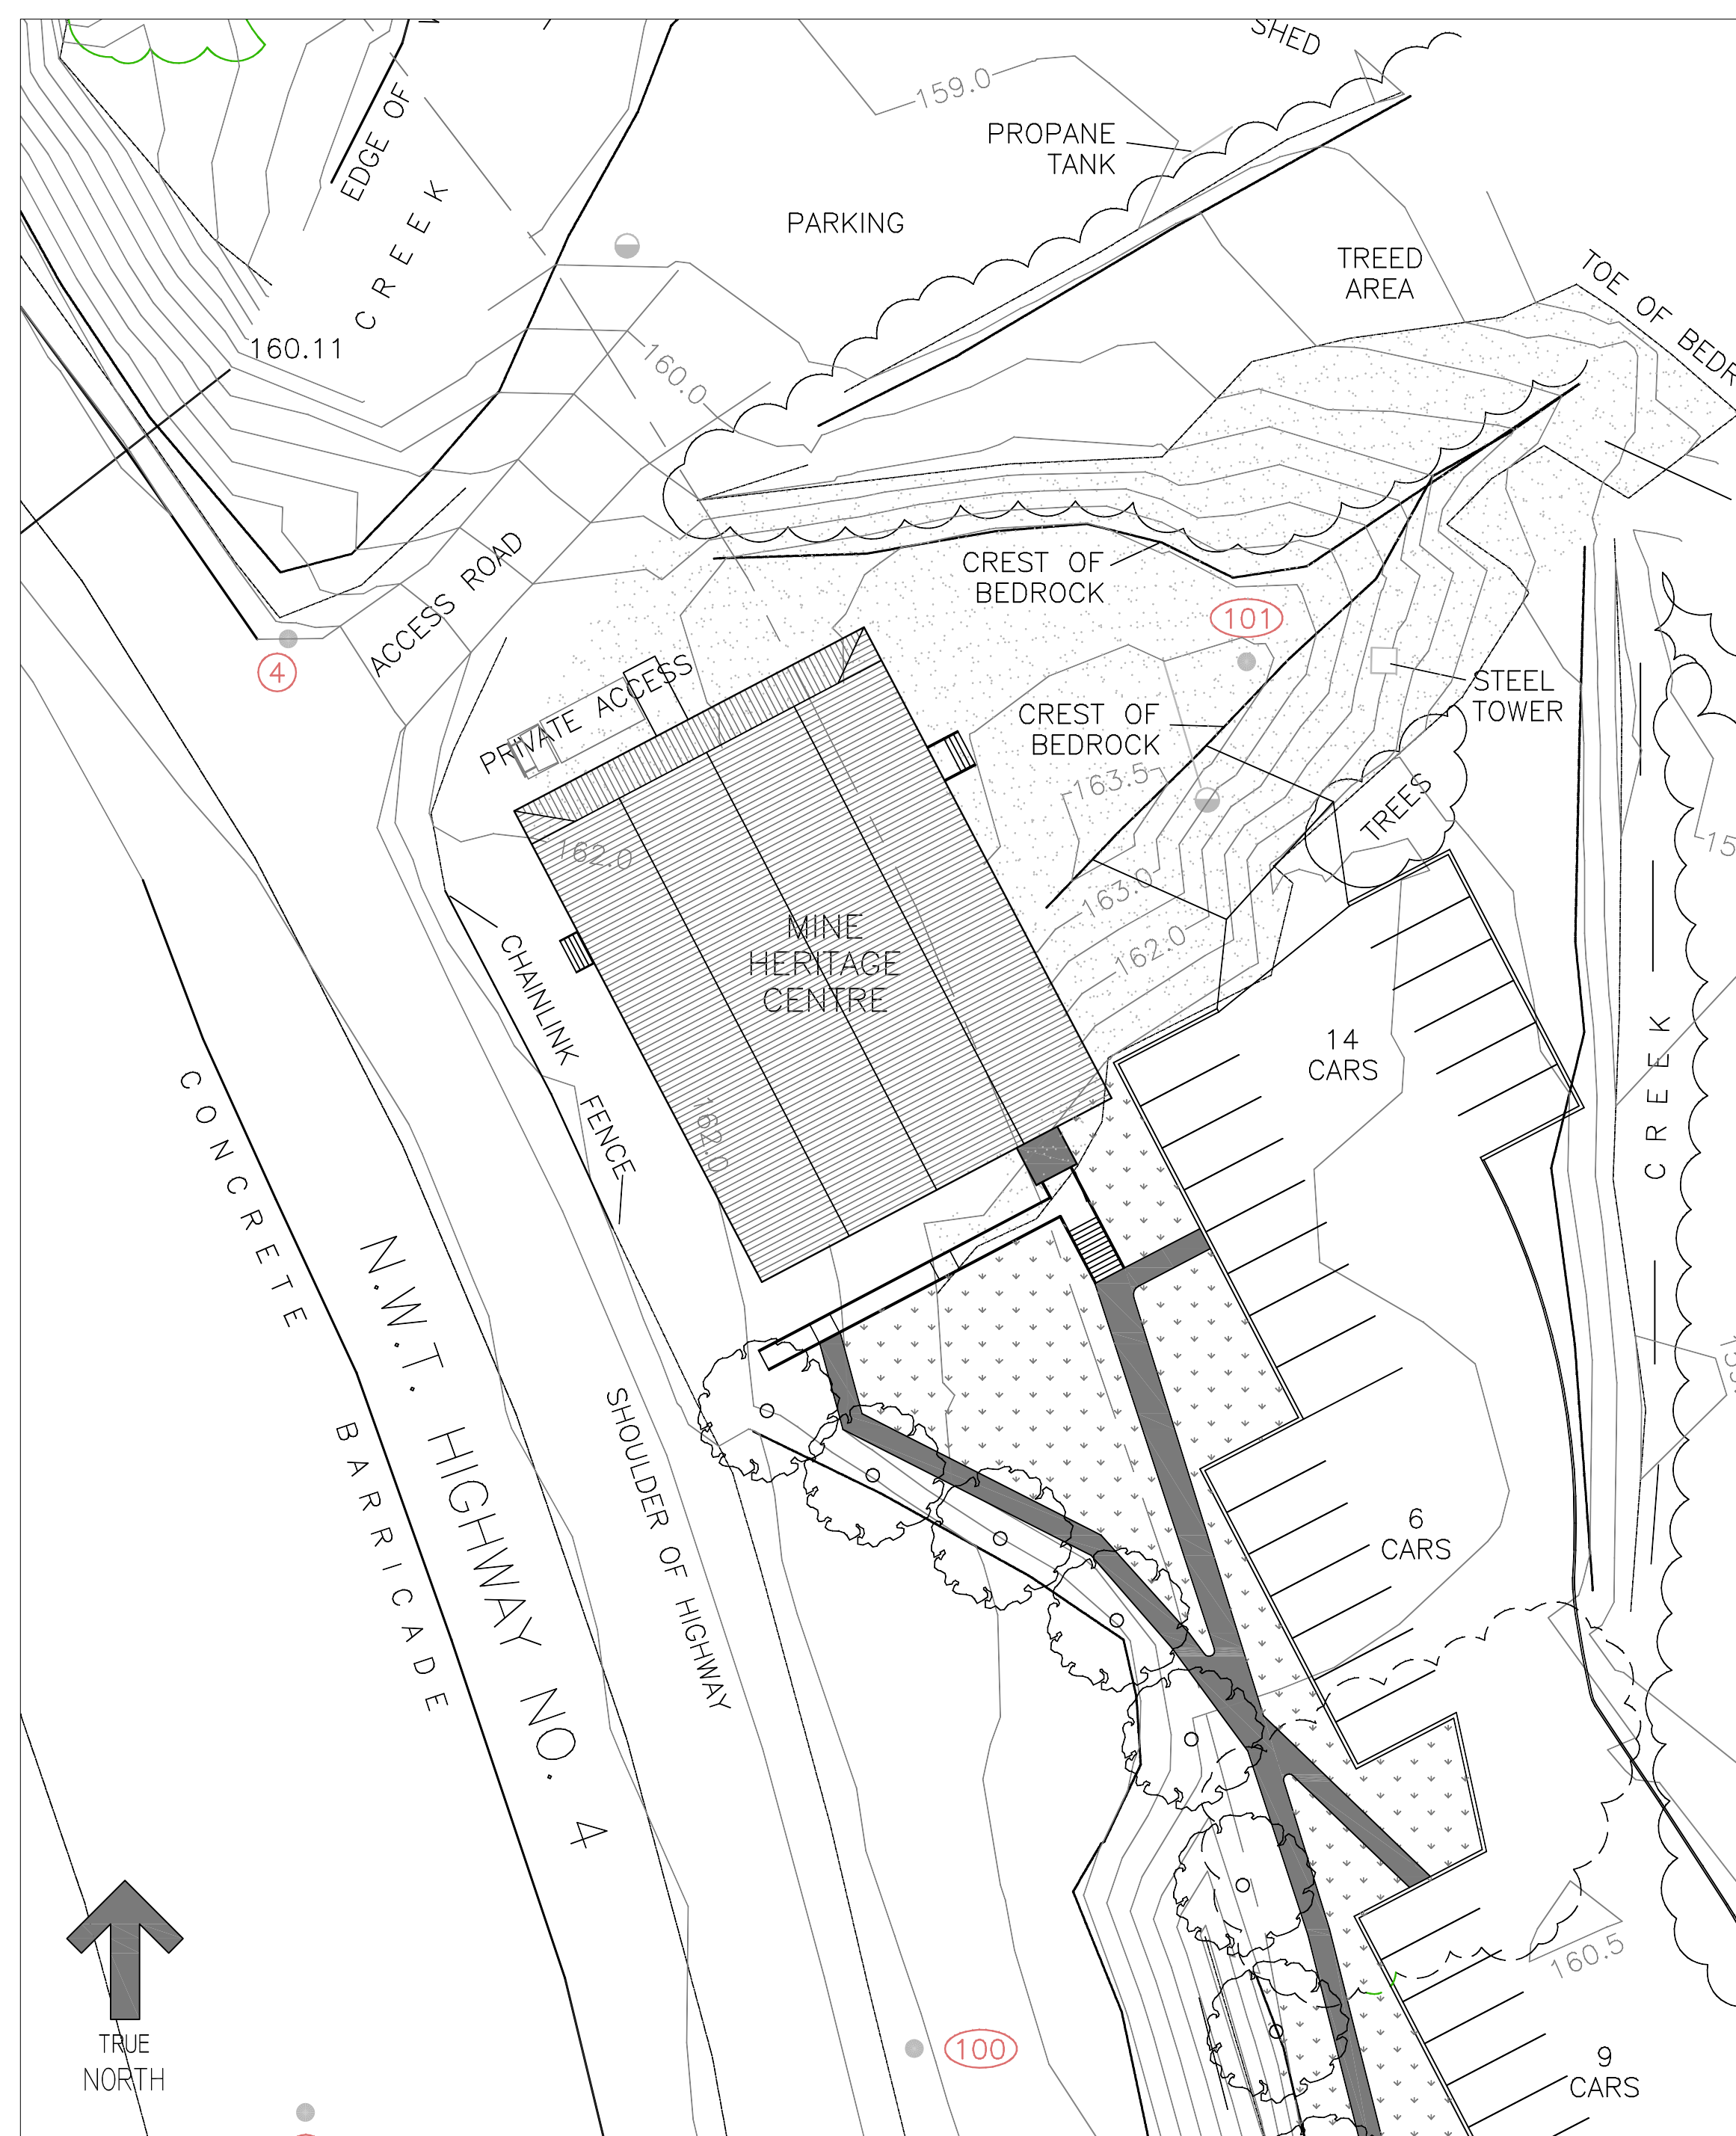 SHED
159.0
PROPANE
TANK
EDGE OF
CREEK
PARKING
TREED
AREA
TOE OF BEDR
160.11
160.0
ACCESS ROAD
CREST OF
BEDROCK
101
4
PRIVATE ACCESS
STEEL
TOWER
CREST OF
BEDROCK
163.5
TREES
162.0
163.0
162.0
MINE
HERITAGE
CENTRE
CHAINLINK FENCE
14
CARS
CREEK
162.0
CONCRETE BARRICADE
N.W.T. HIGHWAY NO. 4
SHOULDER OF HIGHWAY
6
CARS
160.5
TRUE
NORTH
100
9
CARS